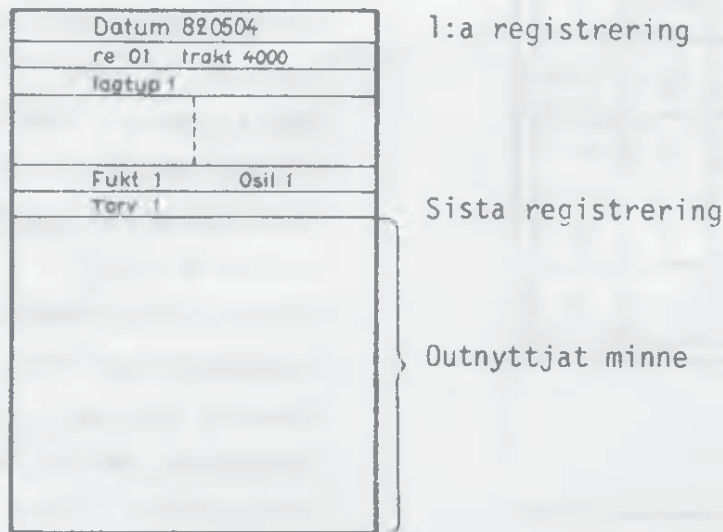 Datum 820504
1:a registrering
re 01 trakt 4000
lagtyp 1
Fukt 1 Osil 1
Torv 1
Sista registrering
Outnyttjat minne